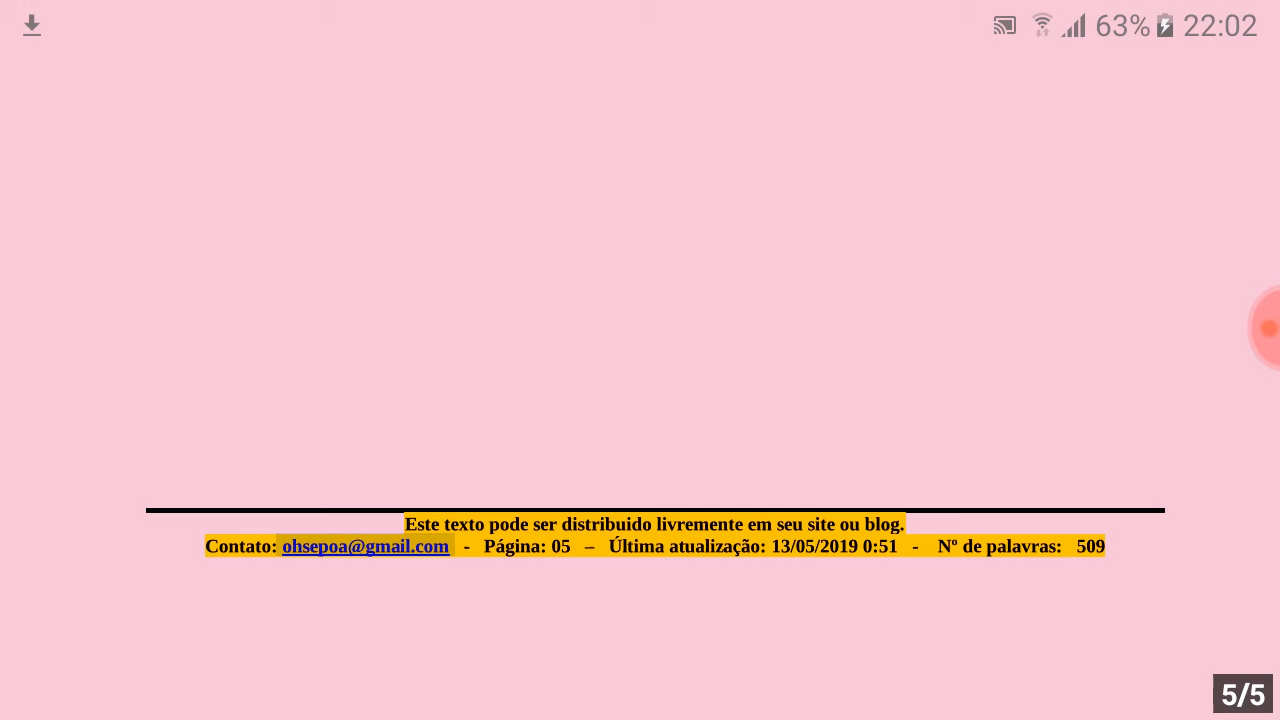 63% 22:02
Este texto pode ser distribuido livremente em seu site ou blog.
Contato: ohsepoa@gmail.com - Página: 05 – Última atualização: 13/05/2019 0:51 - Nº de palavras: 509
5/5